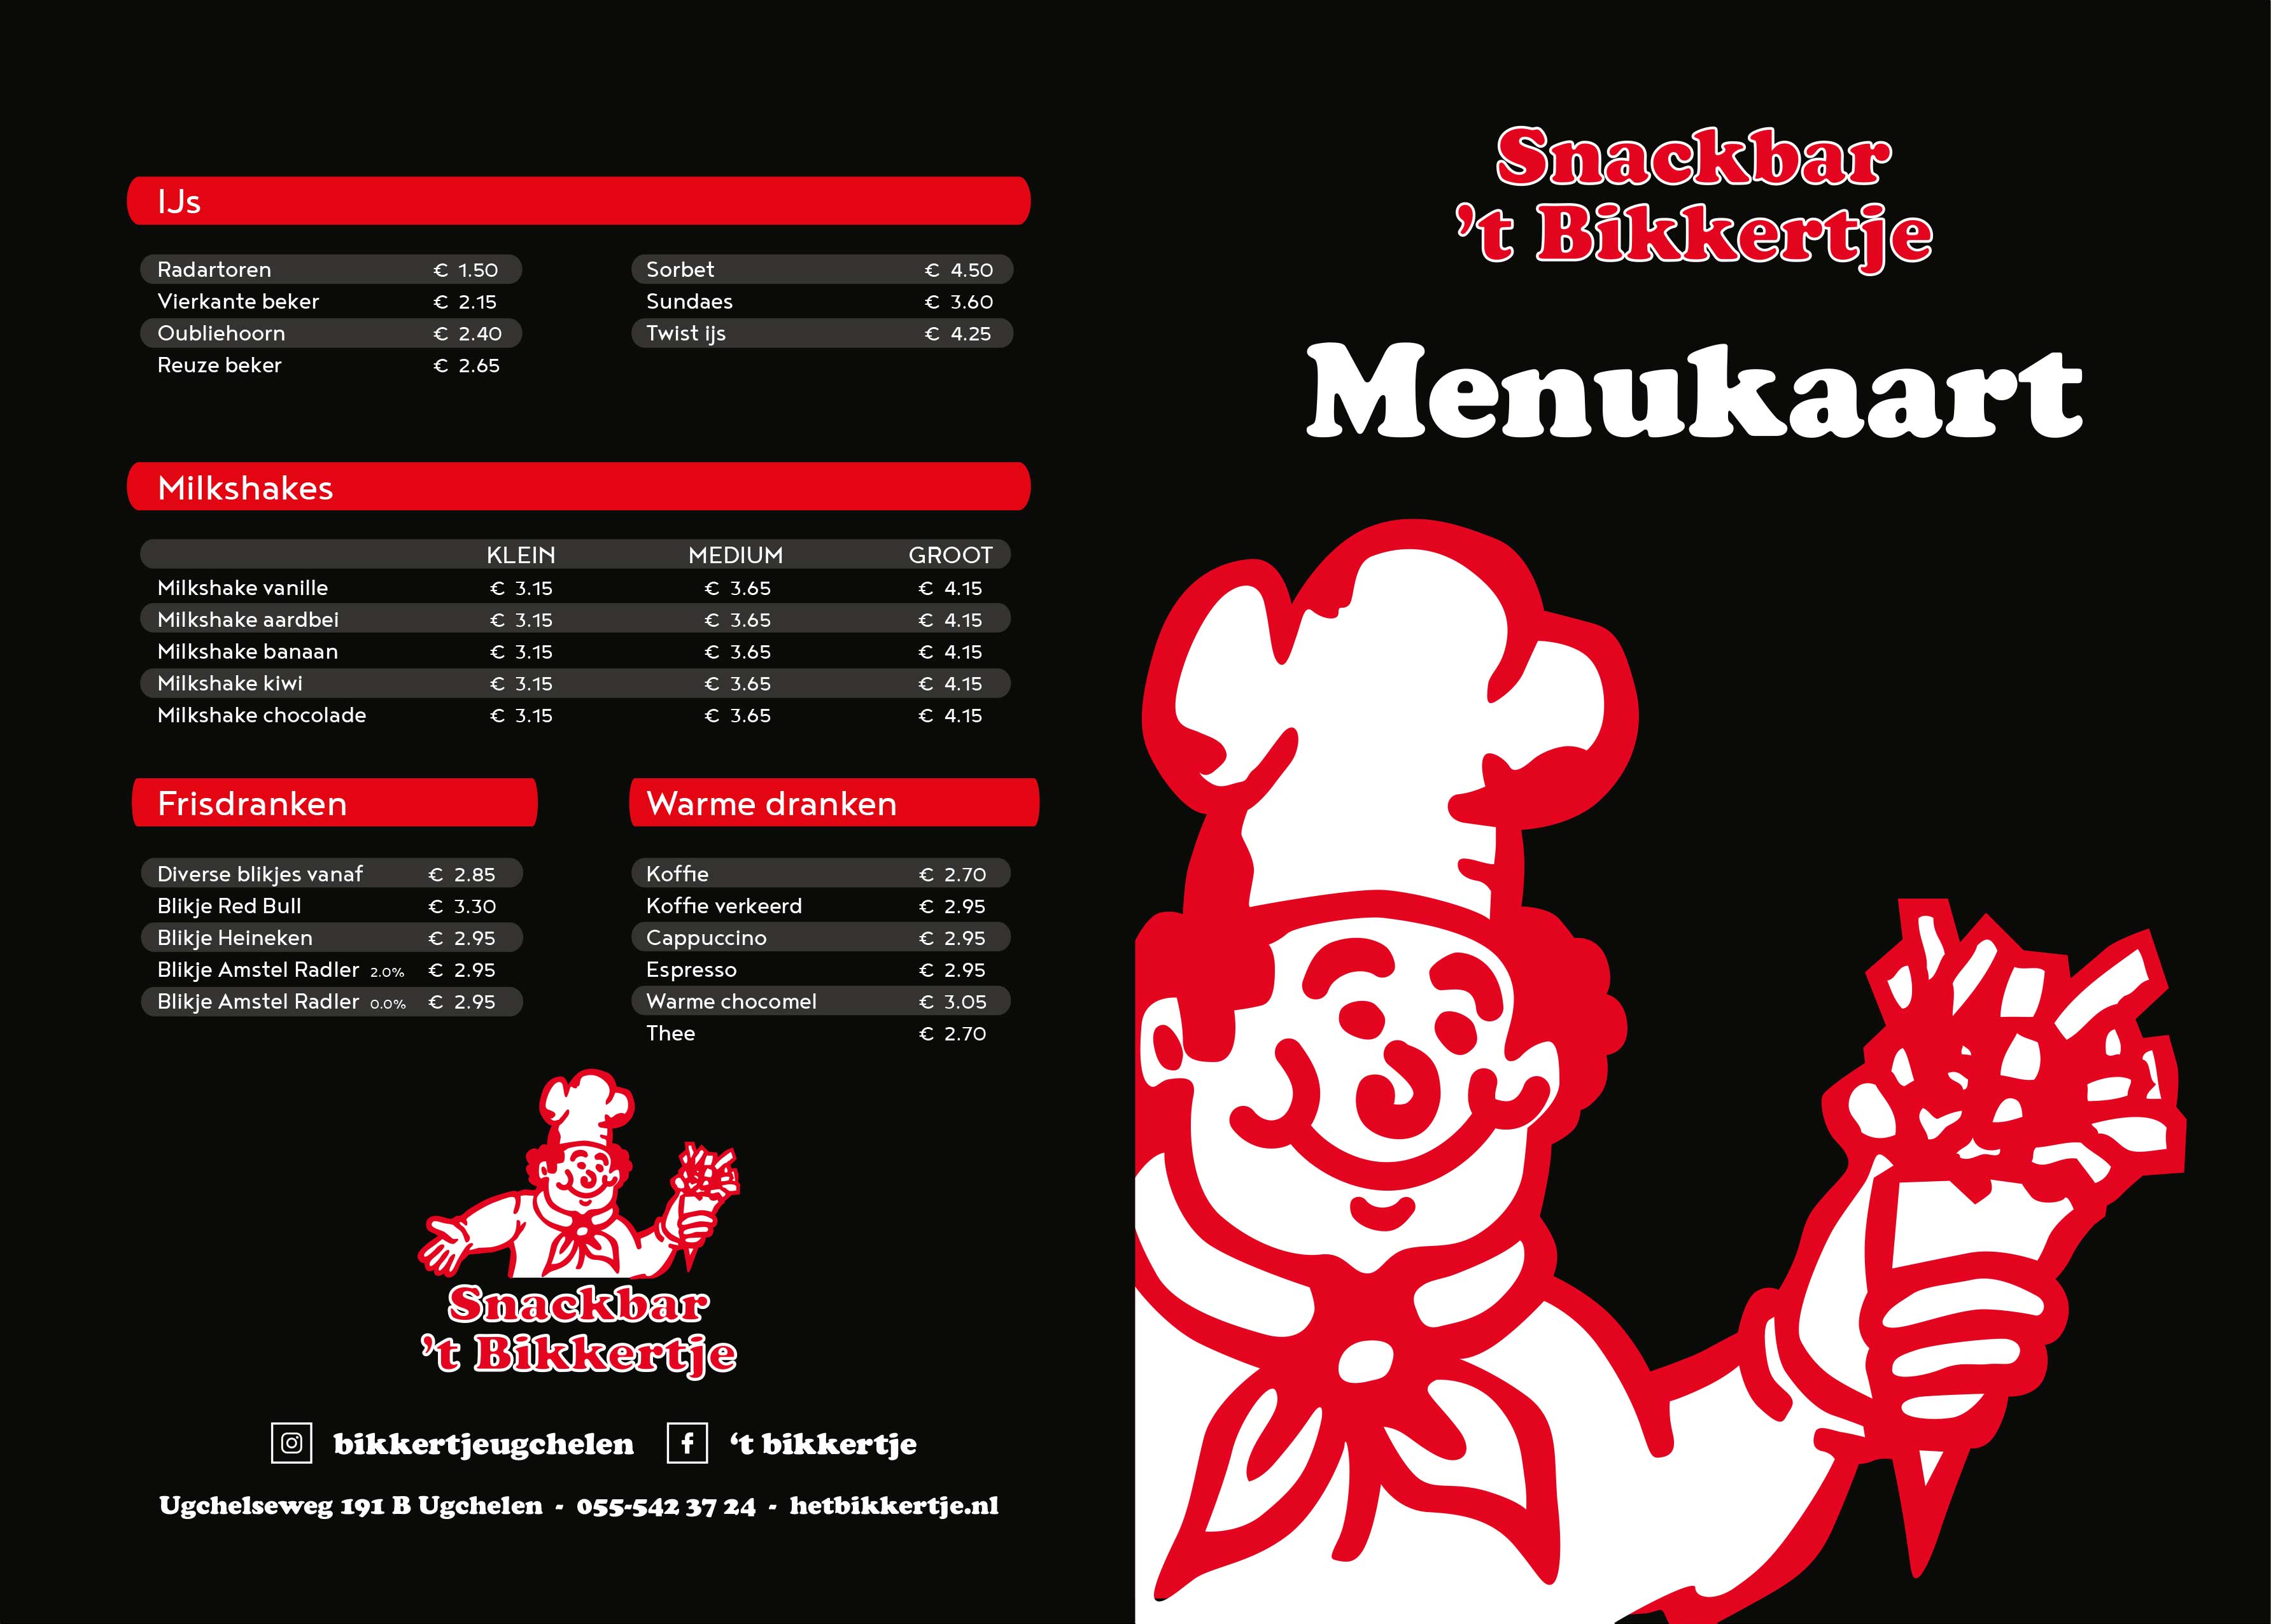 IJs
Radartoren € 1.50
Vierkante beker € 2.15
Oubliehoorn € 2.40
Reuze beker € 2.65
Sorbet € 4.50
Sundaes € 3.60
Twist ijs € 4.25
Milkshakes
KLEIN MEDIUM GROOT
Milkshake vanille € 3.15 € 3.65 € 4.15
Milkshake aardbei € 3.15 € 3.65 € 4.15
Milkshake banaan € 3.15 € 3.65 € 4.15
Milkshake kiwi € 3.15 € 3.65 € 4.15
Milkshake chocolade € 3.15 € 3.65 € 4.15
Frisdranken
Diverse blikjes vanaf € 2.85
Blikje Red Bull € 3.30
Blikje Heineken € 2.95
Blikje Amstel Radler 2.0% € 2.95
Blikje Amstel Radler 0.0% € 2.95
Warme dranken
Koffie € 2.70
Koffie verkeerd € 2.95
Cappuccino € 2.95
Espresso € 2.95
Warme chocomel € 3.05
Thee € 2.70
Snackbar
't Bikkertje
bikkertjeugchelen ‘t bikkertje
Ugchelseweg 191 B Ugchelen - 055-542 37 24 - hetbikkertje.nl
Snackbar
’t Bikkertje
Menukaart